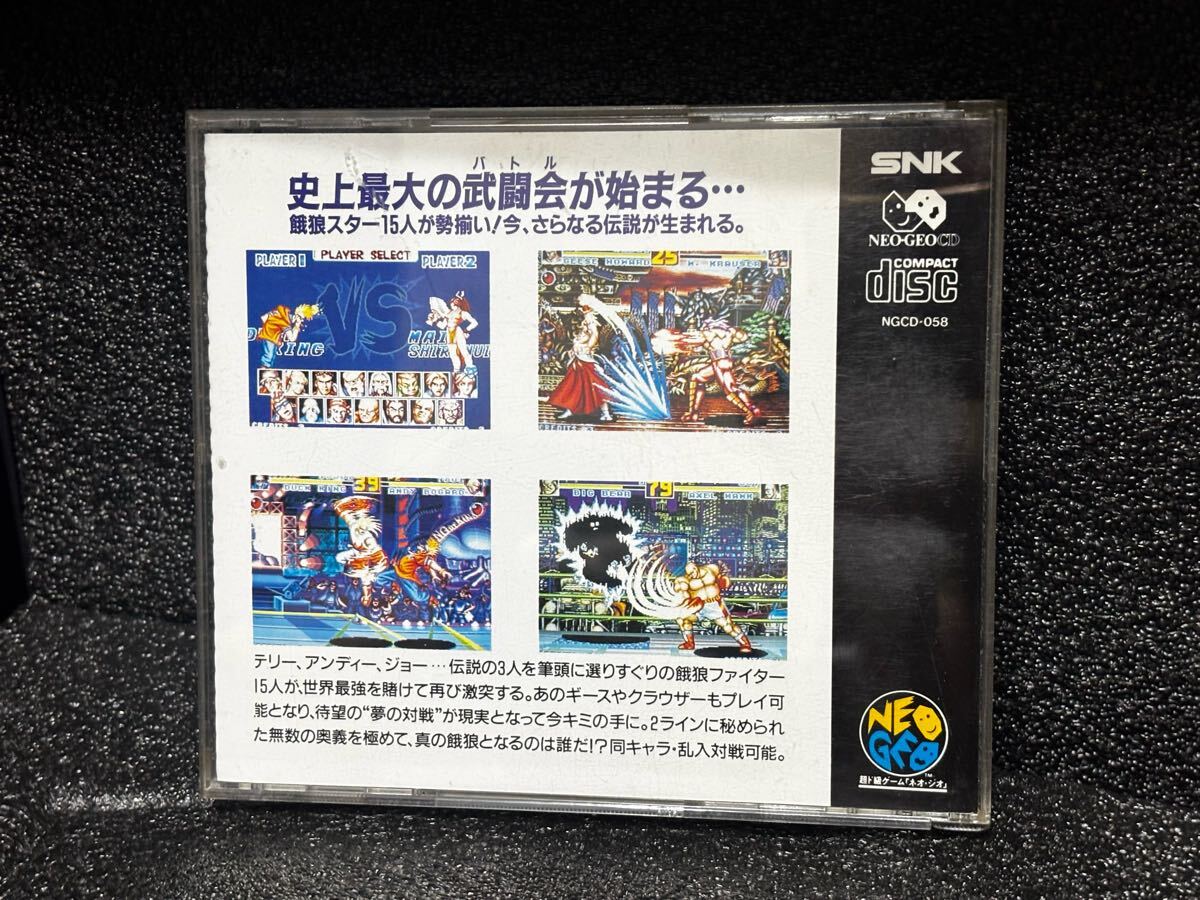 バトル
史上最大の武闘会が始まる…
餓狼スター15人が勢揃い!今、さらなる伝説が生まれる。
PLAYER 1 PLAYER SELECT PLAYER 2
VS
KING
MAI
SHIRANUI
GEESE HOWARD 25 W. KRAUSER
DUCK KING 39 ANDY BOGARD
BIG BEAR 79 AXEL HAWK
テリー、アンディー、ジョー…伝説の3人を筆頭に選りすぐりの餓狼ファイター
15人が、世界最強を賭けて再び激突する。あのギースやクラウザーもプレイ可
能となり、待望の“夢の対戦”が現実となって今キミの手に。2ラインに秘められ
た無数の奥義を極めて、真の餓狼となるのは誰だ!?同キャラ・乱入対戦可能。
SNK
NEO・GEO CD
COMPACT
disc
NGCD-058
NEO
GEO
TM
超ド級ゲーム「ネオ・ジオ」